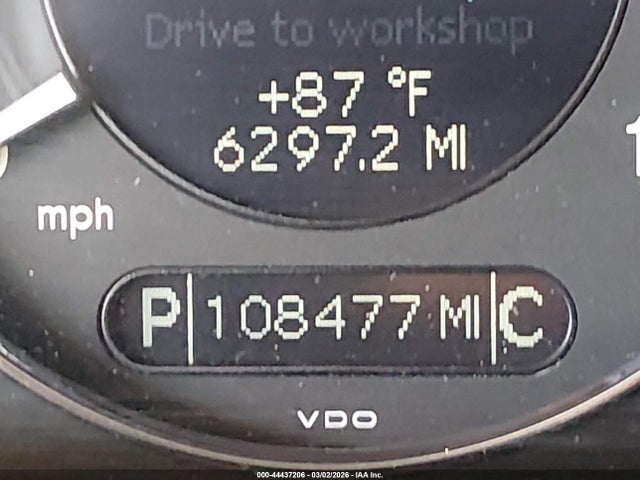 Drive to workshop
+87 °F
6297.2 MI
mph
P 108477 MI C
VDO
000-44437206 - 03/02/2026 - IAA Inc.